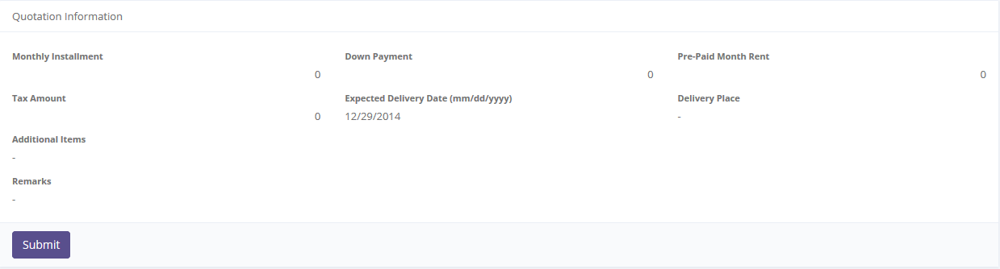 Quotation Information
Monthly Installment Down Payment Pre-Paid Month Rent
0 0 0
Tax Amount Expected Delivery Date (mm/dd/yyyy) Delivery Place
0 12/29/2014 -
Additional Items
-
Remarks
-
Submit